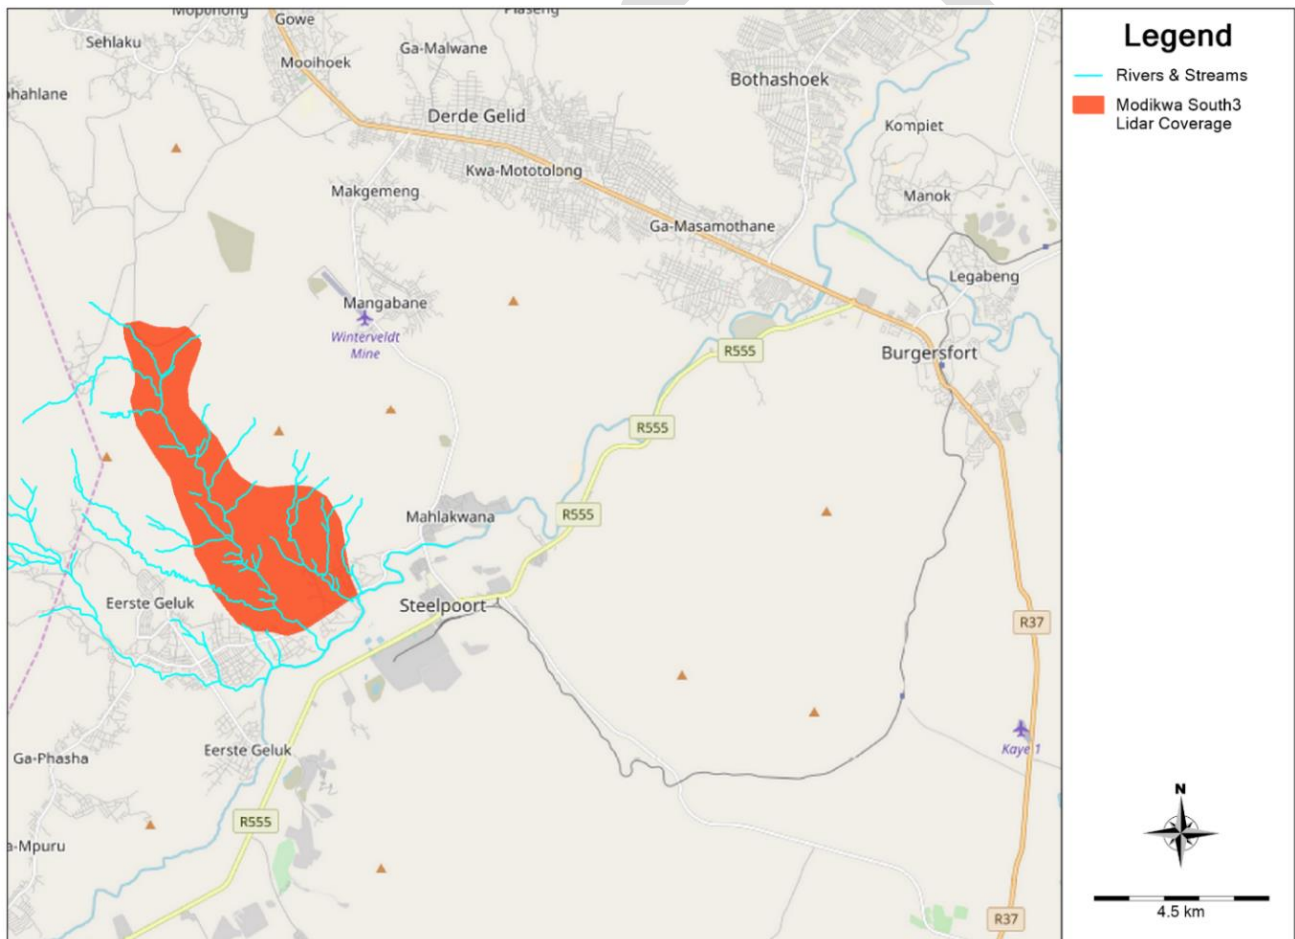 Gowe
Sehlaku
Mooihoek
Ga-Malwane
Bothashoek
Derde Gelid
Kompiet
Kwa-Mototolong
Makgemeng
Manok
Ga-Masamothane
Legabeng
Mangabane
Winterveldt
Mine
R555
Burgersfort
R555
R555
Mahlakwana
Eerste Geluk
Steelpoort
R37
Eerste Geluk
Ga-Phasha
Kaye 1
R555
a-Mpuru
R37
Legend
Rivers & Streams
Modikwa South3
Lidar Coverage
N
4.5 km